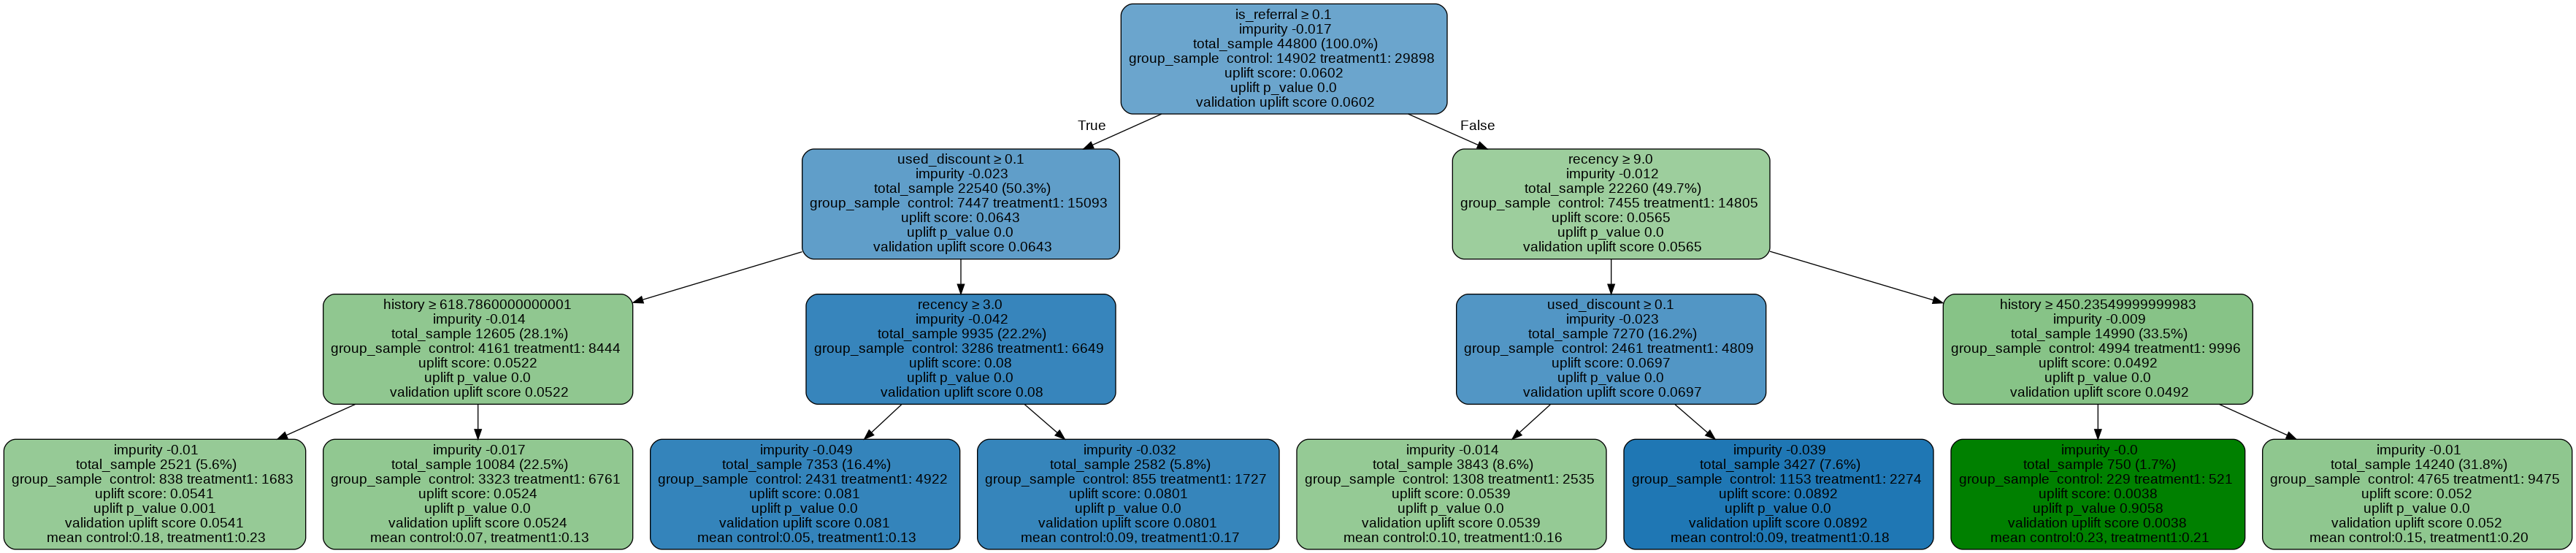 is_referral ≥ 0.1
impurity -0.017
total_sample 44800 (100.0%)
group_sample control: 14902 treatment1: 29898
uplift score: 0.0602
uplift p_value 0.0
validation uplift score 0.0602
True
False
used_discount ≥ 0.1
impurity -0.023
total_sample 22540 (50.3%)
group_sample control: 7447 treatment1: 15093
uplift score: 0.0643
uplift p_value 0.0
validation uplift score 0.0643
recency ≥ 9.0
impurity -0.012
total_sample 22260 (49.7%)
group_sample control: 7455 treatment1: 14805
uplift score: 0.0565
uplift p_value 0.0
validation uplift score 0.0565
history ≥ 618.7860000000001
impurity -0.014
total_sample 12605 (28.1%)
group_sample control: 4161 treatment1: 8444
uplift score: 0.0522
uplift p_value 0.0
validation uplift score 0.0522
recency ≥ 3.0
impurity -0.042
total_sample 9935 (22.2%)
group_sample control: 3286 treatment1: 6649
uplift score: 0.08
uplift p_value 0.0
validation uplift score 0.08
used_discount ≥ 0.1
impurity -0.023
total_sample 7270 (16.2%)
group_sample control: 2461 treatment1: 4809
uplift score: 0.0697
uplift p_value 0.0
validation uplift score 0.0697
history ≥ 450.23549999999983
impurity -0.009
total_sample 14990 (33.5%)
group_sample control: 4994 treatment1: 9996
uplift score: 0.0492
uplift p_value 0.0
validation uplift score 0.0492
impurity -0.01
total_sample 2521 (5.6%)
group_sample control: 838 treatment1: 1683
uplift score: 0.0541
uplift p_value 0.001
validation uplift score 0.0541
mean control:0.18, treatment1:0.23
impurity -0.017
total_sample 10084 (22.5%)
group_sample control: 3323 treatment1: 6761
uplift score: 0.0524
uplift p_value 0.0
validation uplift score 0.0524
mean control:0.07, treatment1:0.13
impurity -0.049
total_sample 7353 (16.4%)
group_sample control: 2431 treatment1: 4922
uplift score: 0.081
uplift p_value 0.0
validation uplift score 0.081
mean control:0.05, treatment1:0.13
impurity -0.032
total_sample 2582 (5.8%)
group_sample control: 855 treatment1: 1727
uplift score: 0.0801
uplift p_value 0.0
validation uplift score 0.0801
mean control:0.09, treatment1:0.17
impurity -0.014
total_sample 3843 (8.6%)
group_sample control: 1308 treatment1: 2535
uplift score: 0.0539
uplift p_value 0.0
validation uplift score 0.0539
mean control:0.10, treatment1:0.16
impurity -0.039
total_sample 3427 (7.6%)
group_sample control: 1153 treatment1: 2274
uplift score: 0.0892
uplift p_value 0.0
validation uplift score 0.0892
mean control:0.09, treatment1:0.18
impurity -0.0
total_sample 750 (1.7%)
group_sample control: 229 treatment1: 521
uplift score: 0.0038
uplift p_value 0.9058
validation uplift score 0.0038
mean control:0.23, treatment1:0.21
impurity -0.01
total_sample 14240 (31.8%)
group_sample control: 4765 treatment1: 9475
uplift score: 0.052
uplift p_value 0.0
validation uplift score 0.052
mean control:0.15, treatment1:0.20